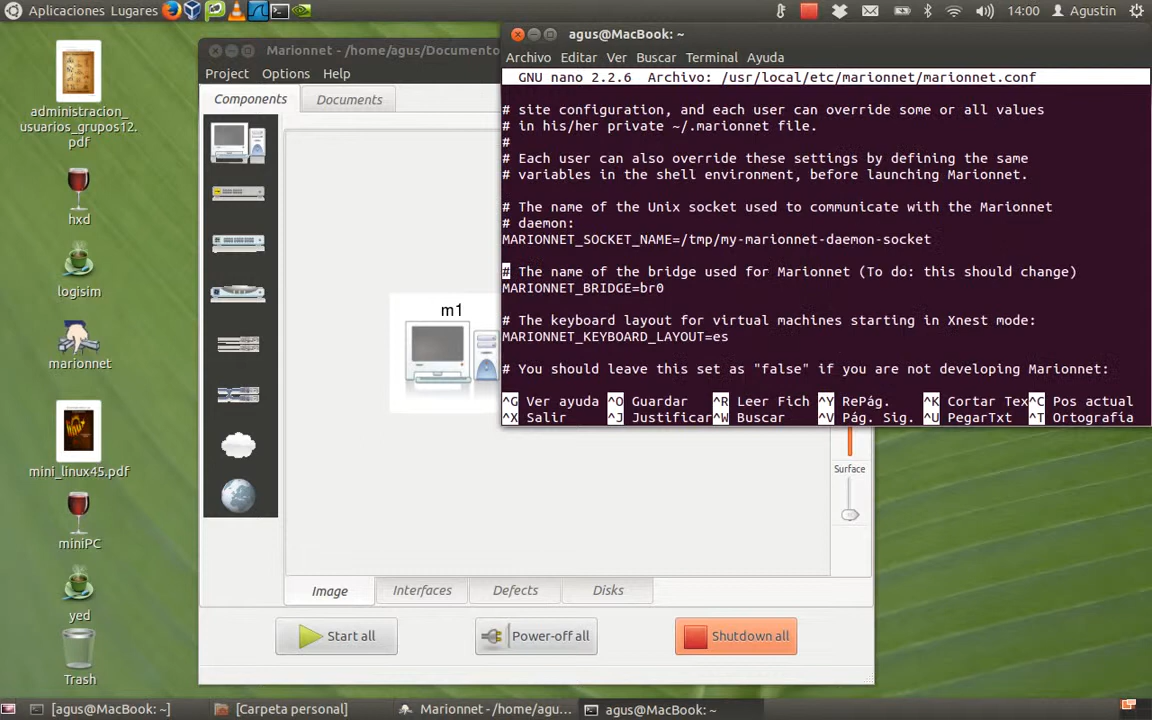 Aplicaciones Lugares
14:00 Agustin
administracion_
usuarios_grupos12.
pdf
hxd
logisim
marionnet
mini_linux45.pdf
miniPC
yed
Trash
Marionnet - /home/agus/Documento
Project Options Help
Components Documents
m1
Surface
Image Interfaces Defects Disks
Start all Power-off all Shutdown all
agus@MacBook: ~
Archivo Editar Ver Buscar Terminal Ayuda
GNU nano 2.2.6 Archivo: /usr/local/etc/marionnet/marionnet.conf
# site configuration, and each user can override some or all values
# in his/her private ~/.marionnet file.
#
# Each user can also override these settings by defining the same
# variables in the shell environment, before launching Marionnet.
# The name of the Unix socket used to communicate with the Marionnet
# daemon:
MARIONNET_SOCKET_NAME=/tmp/my-marionnet-daemon-socket
# The name of the bridge used for Marionnet (To do: this should change)
MARIONNET_BRIDGE=br0
# The keyboard layout for virtual machines starting in Xnest mode:
MARIONNET_KEYBOARD_LAYOUT=es
# You should leave this set as "false" if you are not developing Marionnet:
^G Ver ayuda ^O Guardar ^R Leer Fich ^Y RePág. ^K Cortar Tex ^C Pos actual
^X Salir ^J Justificar ^W Buscar ^V Pág. Sig. ^U PegarTxt ^T Ortografía
[agus@MacBook: ~] [Carpeta personal] Marionnet - /home/agu... agus@MacBook: ~